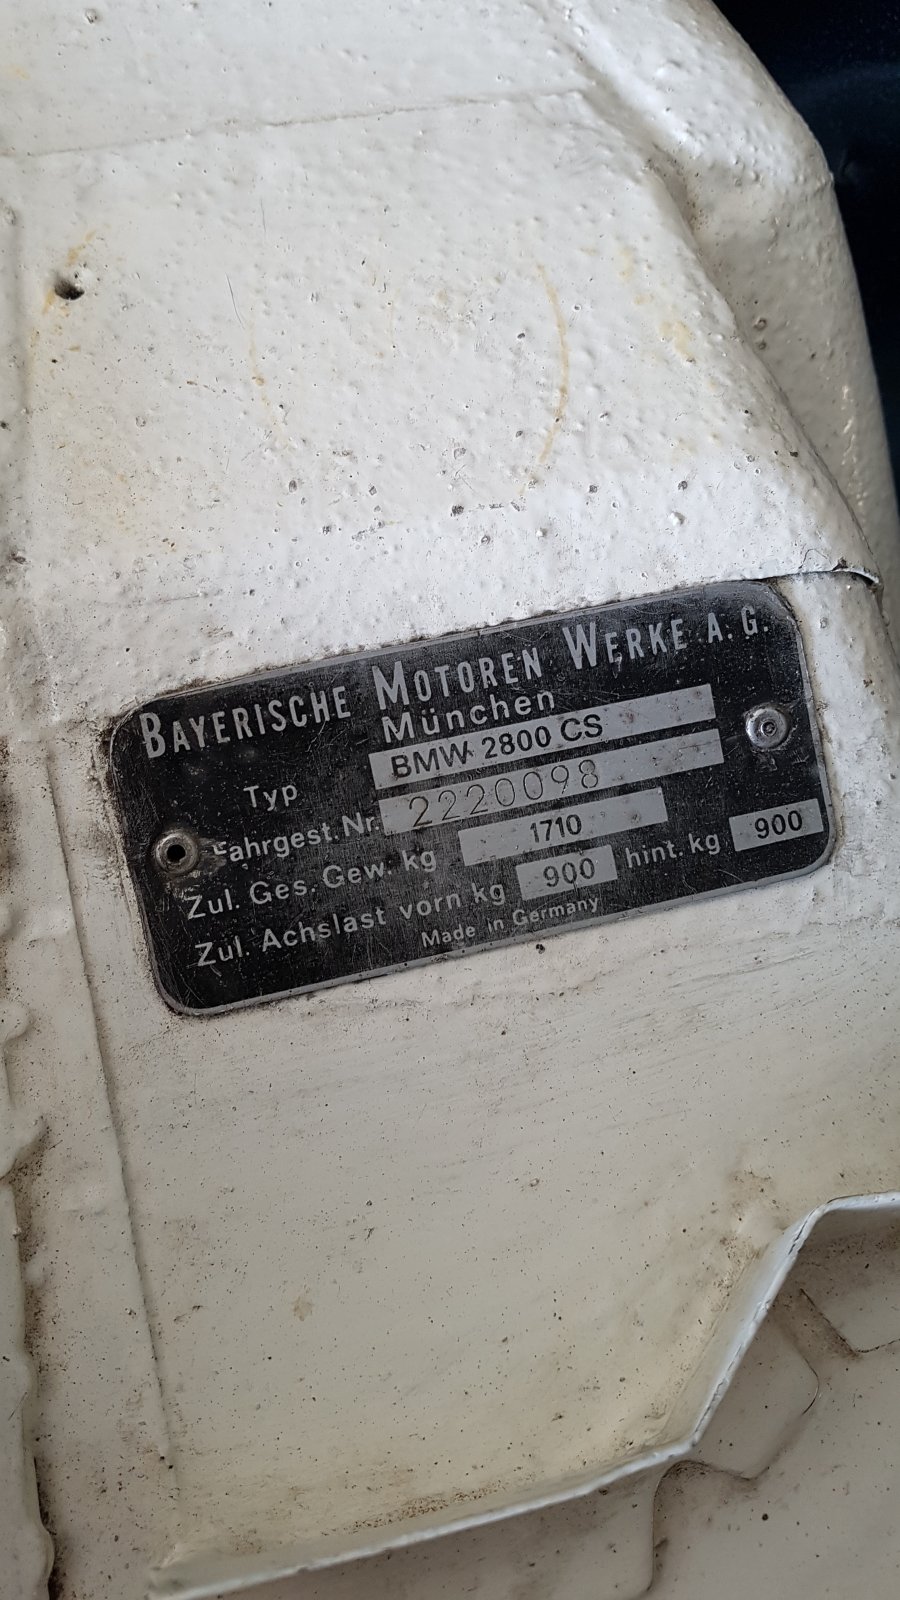 BAYERISCHE MOTOREN WERKE A.G.
München
Typ BMW 2800 CS
Fahrgest. Nr. 2220098
Zul. Ges. Gew. kg 1710
Zul. Achslast vorn kg 900 hint. kg 900
Made in Germany